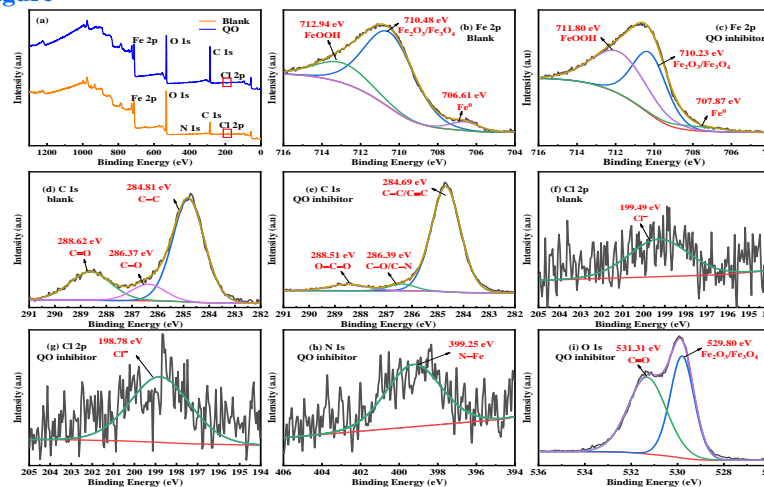 (a)
Blank
QO
Fe 2p
O 1s
C 1s
Cl 2p
Fe 2p
O 1s
N 1s
C 1s
Cl 2p
Intensity (a.u)
1200 1000 800 600 400 200 0
Binding Energy (eV)
(b) Fe 2p
Blank
712.94 eV
FeOOH
710.48 eV
Fe₂O₃/Fe₃O₄
706.61 eV
Fe⁰
Intensity (a.u)
716 714 712 710 708 706 704
Binding Energy (eV)
(c) Fe 2p
QO inhibitor
711.80 eV
FeOOH
710.23 eV
Fe₂O₃/Fe₃O₄
707.87 eV
Fe⁰
Intensity (a.u)
716 714 712 710 708 706
Binding Energy (eV)
(d) C 1s
blank
284.81 eV
C−C
288.62 eV
C=O
286.37 eV
C−O
Intensity (a.u)
291 290 289 288 287 286 285 284 283 282
Binding Energy (eV)
(e) C 1s
QO inhibitor
284.69 eV
C−C/C=C
288.51 eV
O−C−O
286.39 eV
C−O/C−N
Intensity (a.u)
291 290 289 288 287 286 285 284 283 282
Binding Energy (eV)
(f) Cl 2p
blank
199.49 eV
Cl⁻
Intensity (a.u)
205 204 203 202 201 200 199 198 197 196 195
Binding Energy (eV)
(g) Cl 2p
QO inhibitor
198.78 eV
Cl⁻
Intensity (a.u)
205 204 203 202 201 200 199 198 197 196 195 194
Binding Energy (eV)
(h) N 1s
QO inhibitor
399.25 eV
N−Fe
Intensity (a.u)
406 404 402 400 398 396 394
Binding Energy (eV)
(i) O 1s
QO inhibitor
531.31 eV
C=O
529.80 eV
Fe₂O₃/Fe₃O₄
Intensity (a.u)
536 534 532 530 528
Binding Energy (eV)